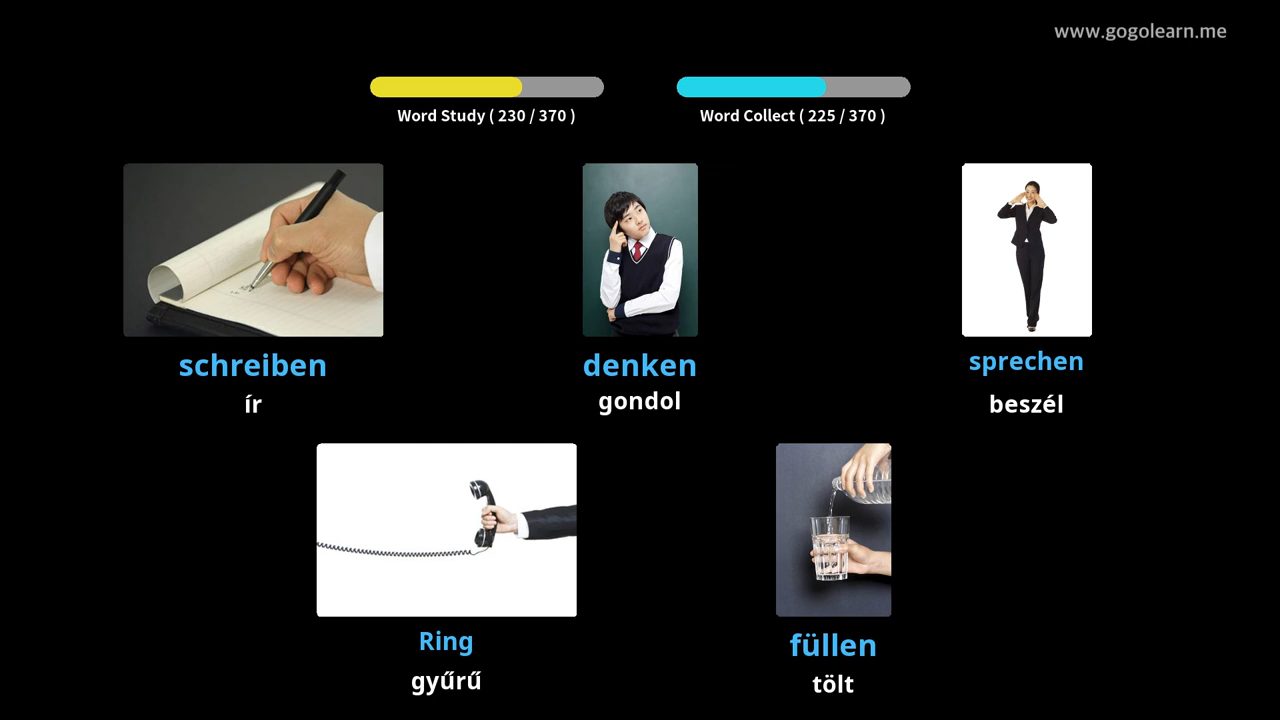 www.gogolearn.me
Word Study ( 230 / 370 )
Word Collect ( 225 / 370 )
schreiben
ír
denken
gondol
sprechen
beszél
Ring
gyűrű
füllen
tölt